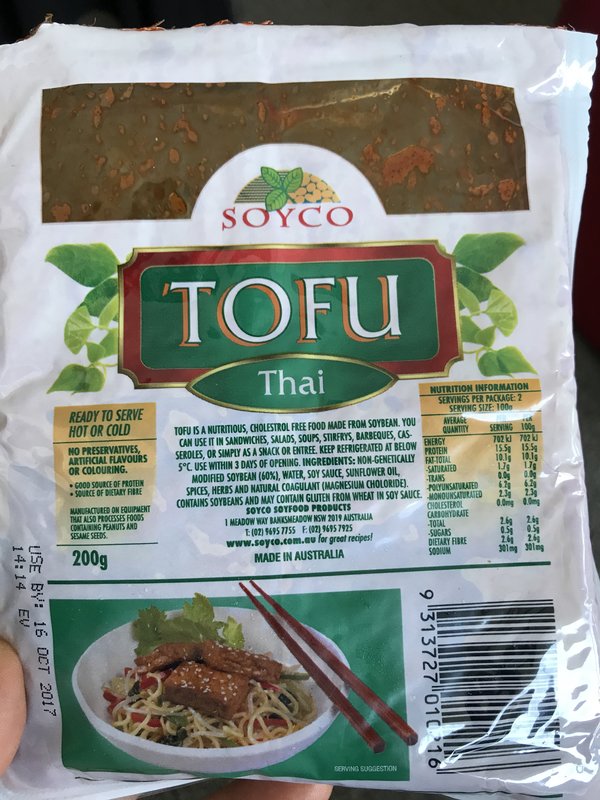 SOYCO
TOFU
Thai
READY TO SERVE
HOT OR COLD
NO PRESERVATIVES,
ARTIFICIAL FLAVOURS
OR COLOURING.
• GOOD SOURCE OF PROTEIN
• SOURCE OF DIETARY FIBRE
MANUFACTURED ON EQUIPMENT
THAT ALSO PROCESSES FOODS
CONTAINING PEANUTS AND
SESAME SEEDS.
200g
TOFU IS A NUTRITIOUS, CHOLESTROL FREE FOOD MADE FROM SOYBEAN. YOU
CAN USE IT IN SANDWICHES, SALADS, SOUPS, STIRFRYS, BARBEQUES, CAS-
SEROLES, OR SIMPLY AS A SNACK OR ENTREE. KEEP REFRIGERATED AT BELOW
5°C. USE WITHIN 3 DAYS OF OPENING. INGREDIENTS: NON-GENETICALLY
MODIFIED SOYBEAN (60%), WATER, SOY SAUCE, SUNFLOWER OIL,
SPICES, HERBS AND NATURAL COAGULANT (MAGNESIUM CHLORIDE).
CONTAINS SOYBEANS AND MAY CONTAIN GLUTEN FROM WHEAT IN SOY SAUCE.
SOYCO SOYFOOD PRODUCTS
1 MEADOW WAY BANKSMEADOW NSW 2019 AUSTRALIA
T: (02) 9695 7755 F: (02) 9695 7925
www.soyco.com.au for great recipes!
MADE IN AUSTRALIA
NUTRITION INFORMATION
SERVINGS PER PACKAGE: 2
SERVING SIZE: 100g
AVERAGE QUANTITY SERVING 100g
ENERGY 702 kJ 702 kJ
PROTEIN 15.5g 15.5g
FAT:TOTAL 10.1g 10.1g
-SATURATED 1.7g 1.7g
-TRANS 0.0g 0.0g
-POLYUNSATURATED 6.2g 6.2g
-MONOUNSATURATED 2.3g 2.3g
CHOLESTEROL 0.0mg 0.0mg
CARBOHYDRATE
-TOTAL 2.6g 2.6g
-SUGARS 0.5g 0.5g
DIETARY FIBRE 2.6g 2.6g
SODIUM 301mg 301mg
USE BY: 16 OCT 2017
14:14 EV
SERVING SUGGESTION